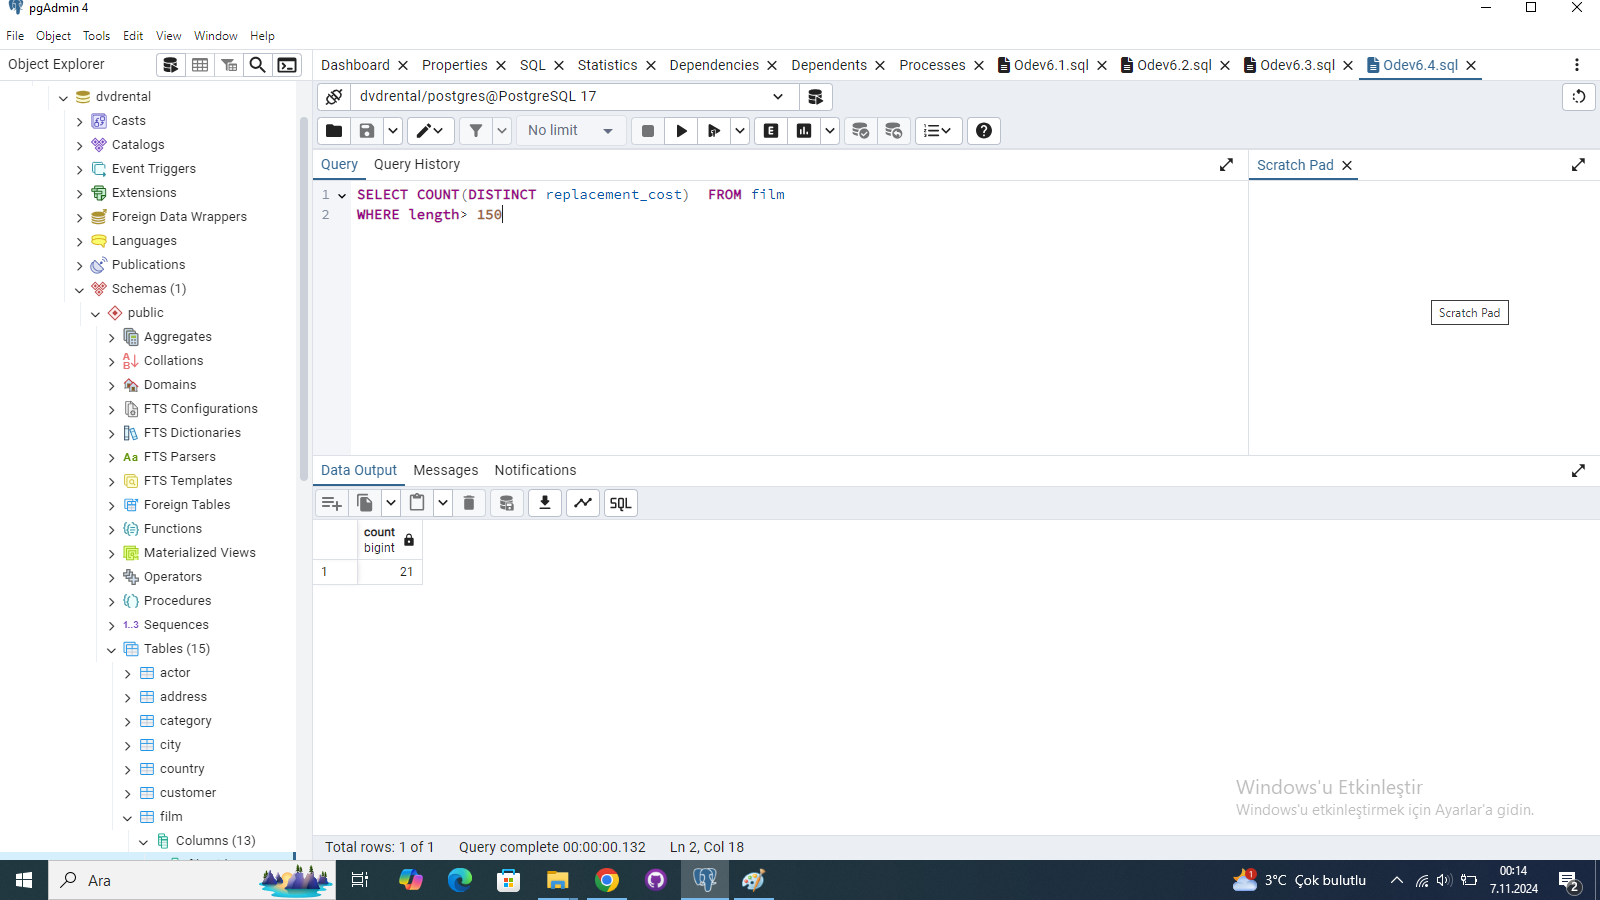 pgAdmin 4
File Object Tools Edit View Window Help
Object Explorer
Dashboard Properties SQL Statistics Dependencies Dependents Processes Odev6.1.sql Odev6.2.sql Odev6.3.sql Odev6.4.sql
dvdrental/postgres@PostgreSQL 17
No limit
E
Query Query History
Scratch Pad
1 SELECT COUNT(DISTINCT replacement_cost)  FROM film
2 WHERE length> 150
Scratch Pad
dvdrental
Casts
Catalogs
Event Triggers
Extensions
Foreign Data Wrappers
Languages
Publications
Schemas (1)
public
Aggregates
Collations
Domains
FTS Configurations
FTS Dictionaries
Aa FTS Parsers
FTS Templates
Foreign Tables
Functions
Materialized Views
Operators
Procedures
1..3 Sequences
Tables (15)
actor
address
category
city
country
customer
film
Columns (13)
Data Output Messages Notifications
SQL
count
bigint
1 21
Windows'u Etkinleştir
Windows'u etkinleştirmek için Ayarlar'a gidin.
Total rows: 1 of 1 Query complete 00:00:00.132 Ln 2, Col 18
Ara
1
3°C Çok bulutlu
00:14
7.11.2024
2